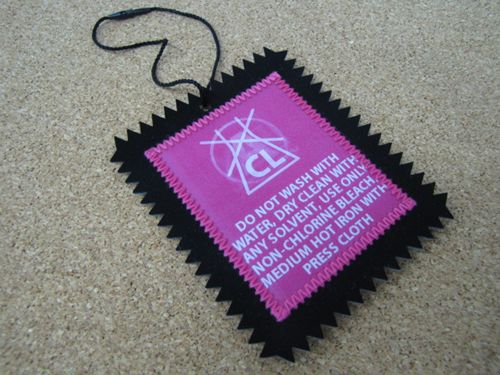 CL
DO NOT WASH WITH
WATER, DRY CLEAN WITH
ANY SOLVENT, USE ONLY
NON-CHLORINE BLEACH
MEDIUM HOT IRON WITH
PRESS CLOTH